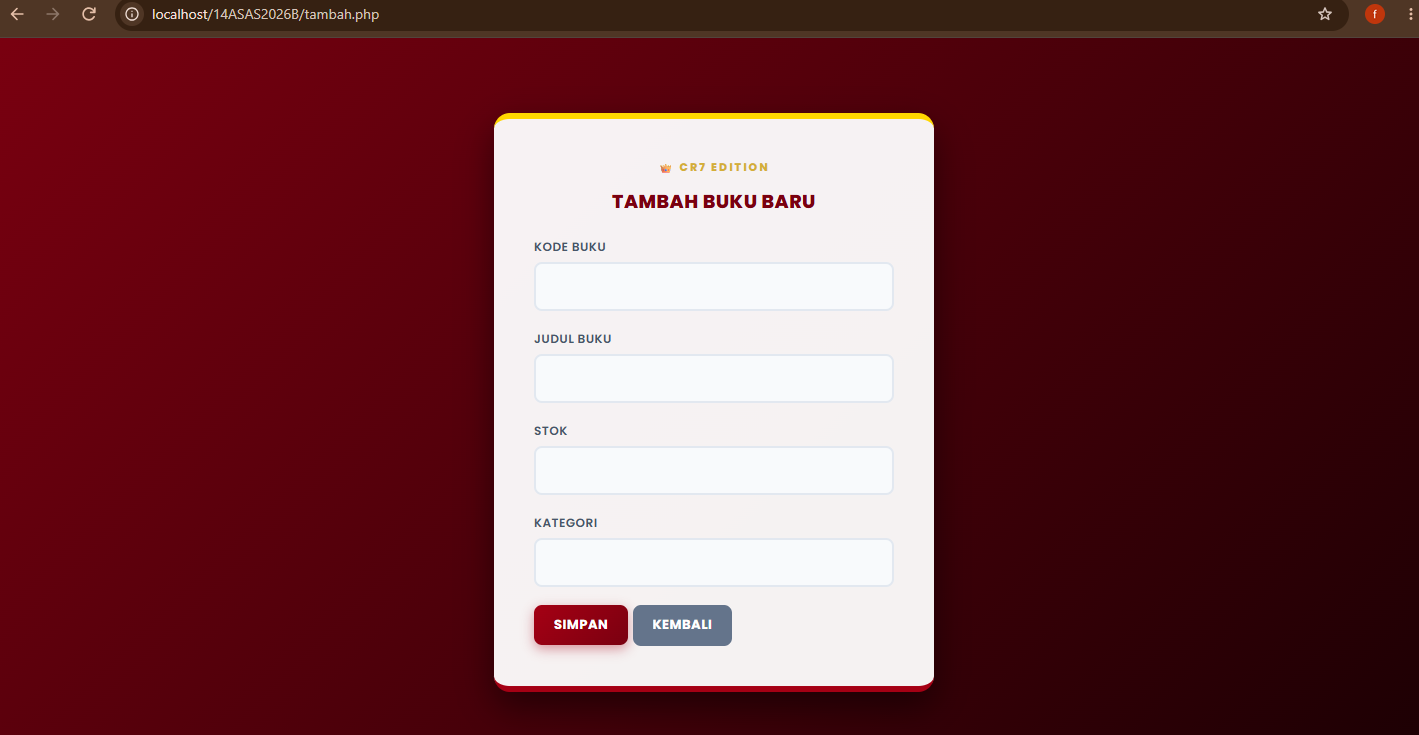 localhost/14ASAS2026B/tambah.php
f
CR7 EDITION
TAMBAH BUKU BARU
KODE BUKU
JUDUL BUKU
STOK
KATEGORI
SIMPAN KEMBALI